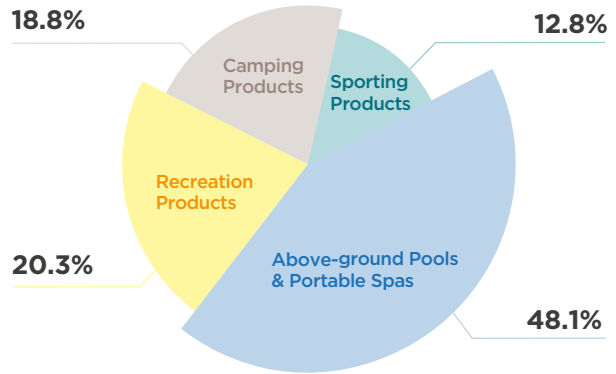 18.8%
12.8%
Camping
Products
Sporting
Products
Recreation
Products
20.3%
Above-ground Pools
& Portable Spas
48.1%